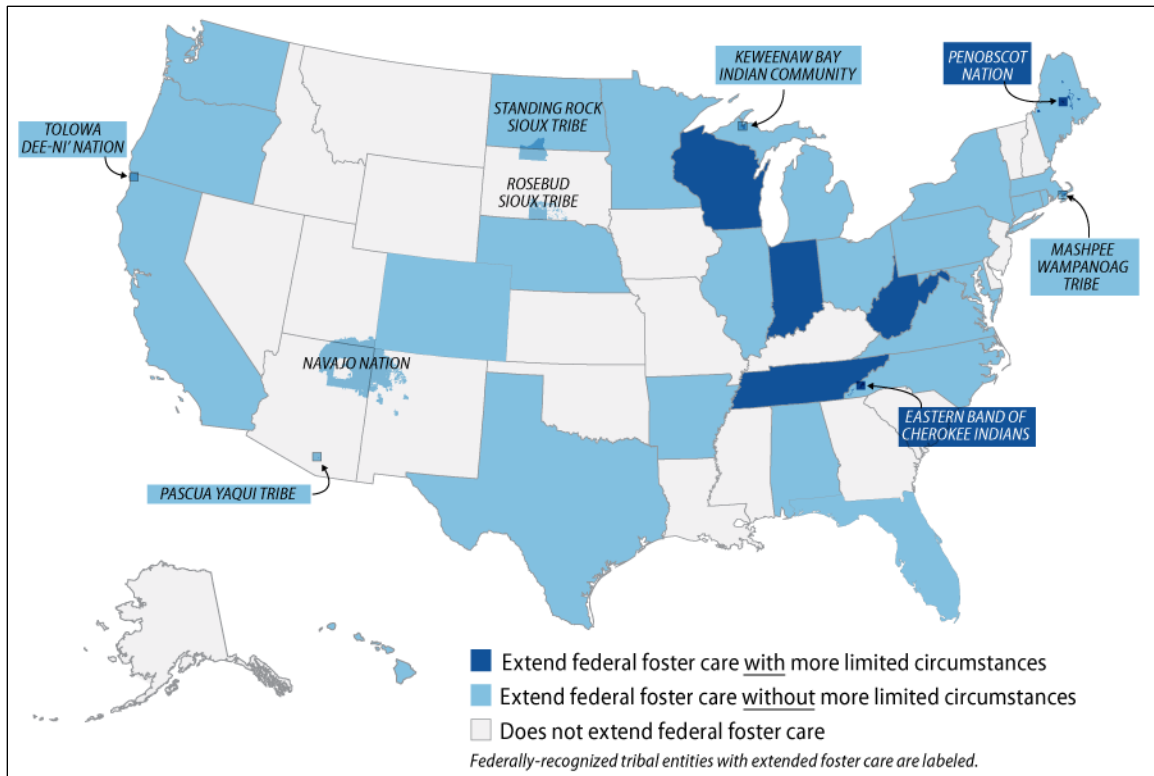 KEWEENAW BAY
INDIAN COMMUNITY
PENOBSCOT
NATION
TOLOWA
DEE-NI' NATION
STANDING ROCK
SIOUX TRIBE
ROSEBUD
SIOUX TRIBE
MASHPEE
WAMPANOAG
TRIBE
NAVAJO NATION
EASTERN BAND OF
CHEROKEE INDIANS
PASCUA YAQUI TRIBE
Extend federal foster care with more limited circumstances
Extend federal foster care without more limited circumstances
Does not extend federal foster care
Federally-recognized tribal entities with extended foster care are labeled.